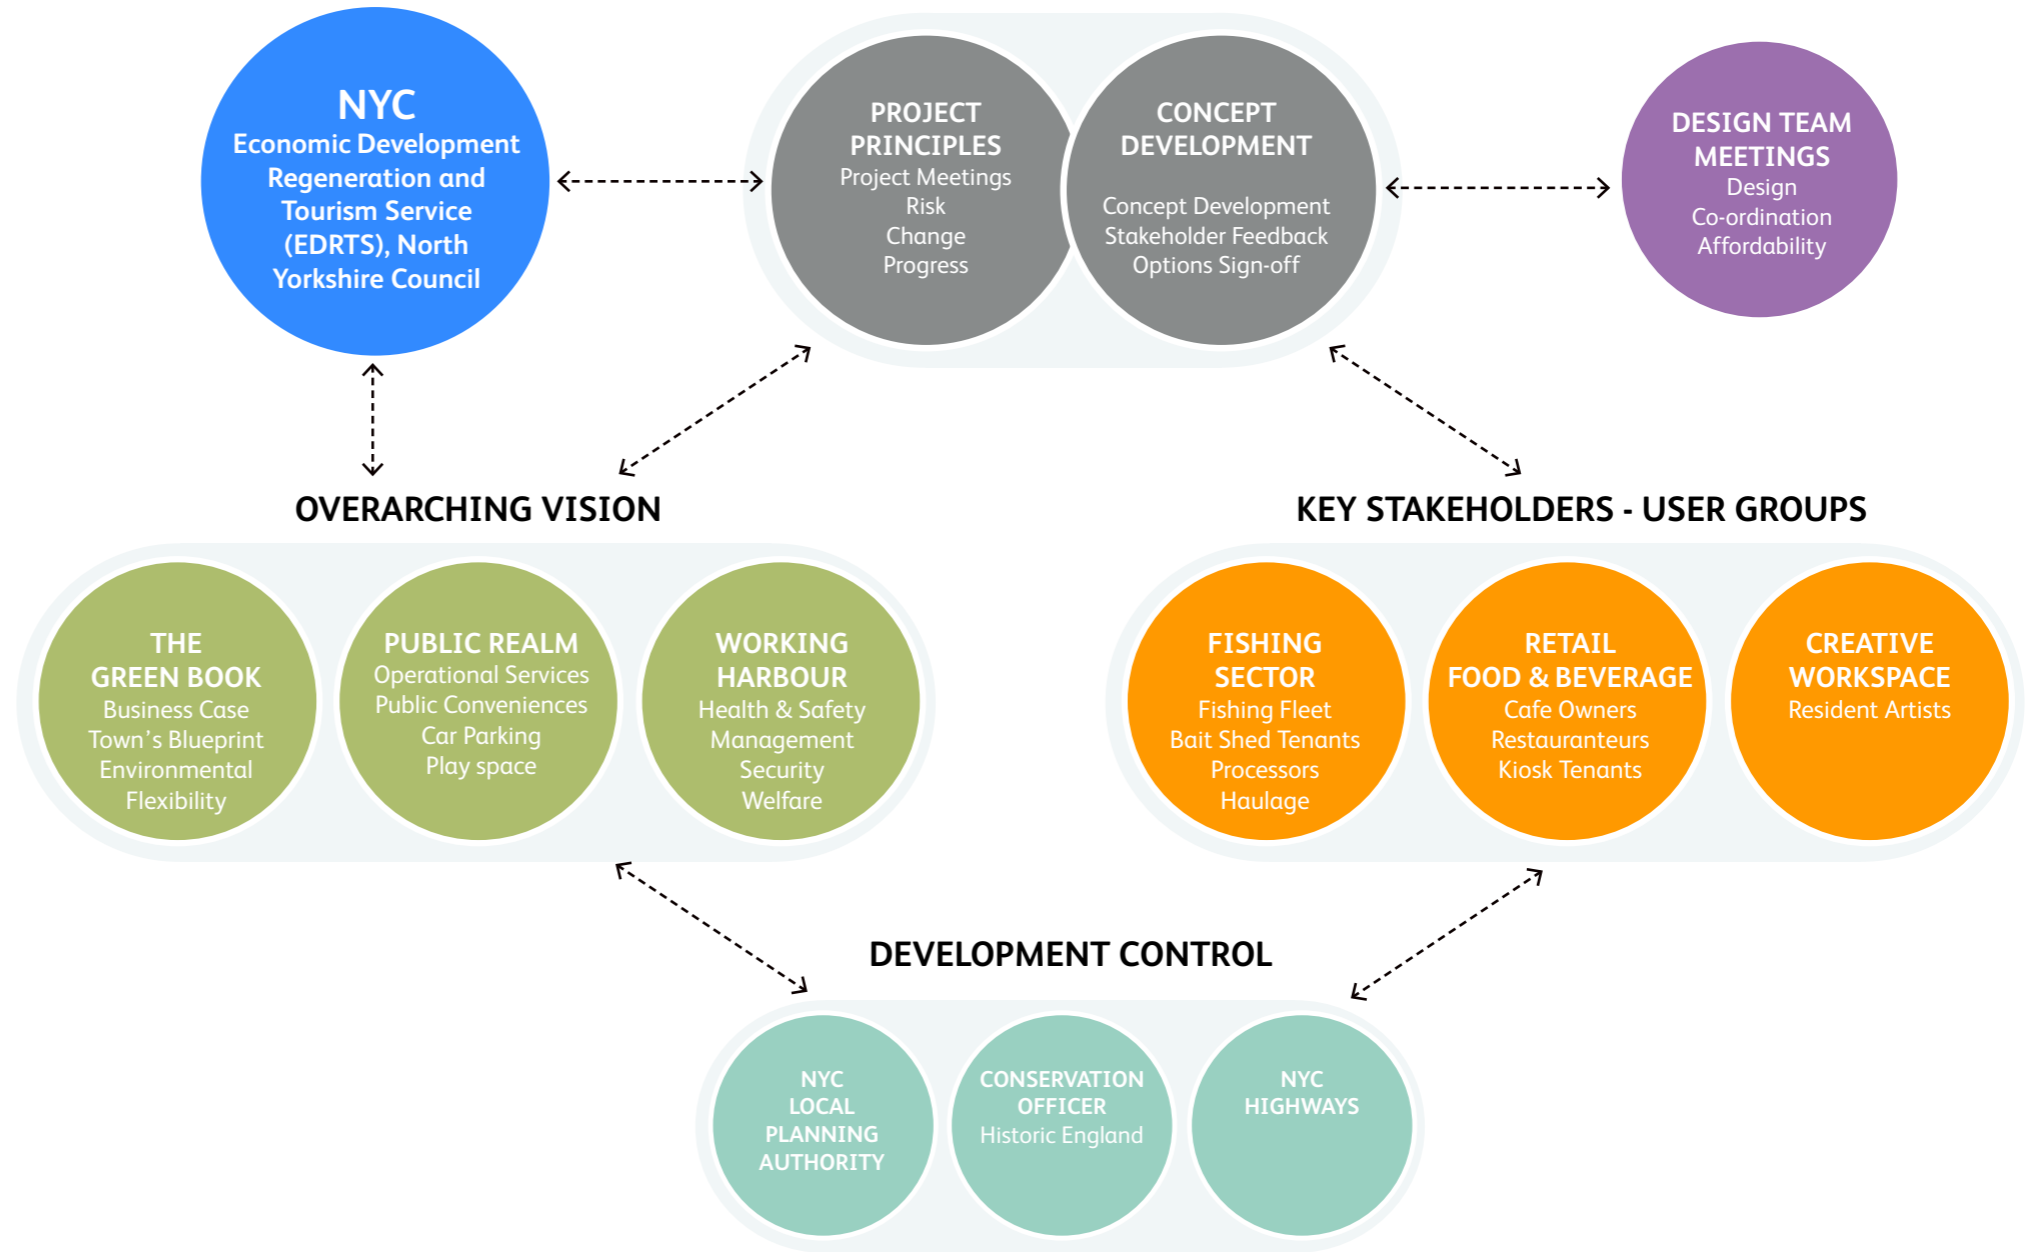 NYC
Economic Development
Regeneration and
Tourism Service
(EDRTS), North
Yorkshire Council
PROJECT
PRINCIPLES
Project Meetings
Risk
Change
Progress
CONCEPT
DEVELOPMENT
Concept Development
Stakeholder Feedback
Options Sign-off
DESIGN TEAM
MEETINGS
Design
Co-ordination
Affordability
OVERARCHING VISION
THE
GREEN BOOK
Business Case
Town’s Blueprint
Environmental
Flexibility
PUBLIC REALM
Operational Services
Public Conveniences
Car Parking
Play space
WORKING
HARBOUR
Health & Safety
Management
Security
Welfare
KEY STAKEHOLDERS - USER GROUPS
FISHING
SECTOR
Fishing Fleet
Bait Shed Tenants
Processors
Haulage
RETAIL
FOOD & BEVERAGE
Cafe Owners
Restauranteurs
Kiosk Tenants
CREATIVE
WORKSPACE
Resident Artists
DEVELOPMENT CONTROL
NYC
LOCAL
PLANNING
AUTHORITY
CONSERVATION
OFFICER
Historic England
NYC
HIGHWAYS